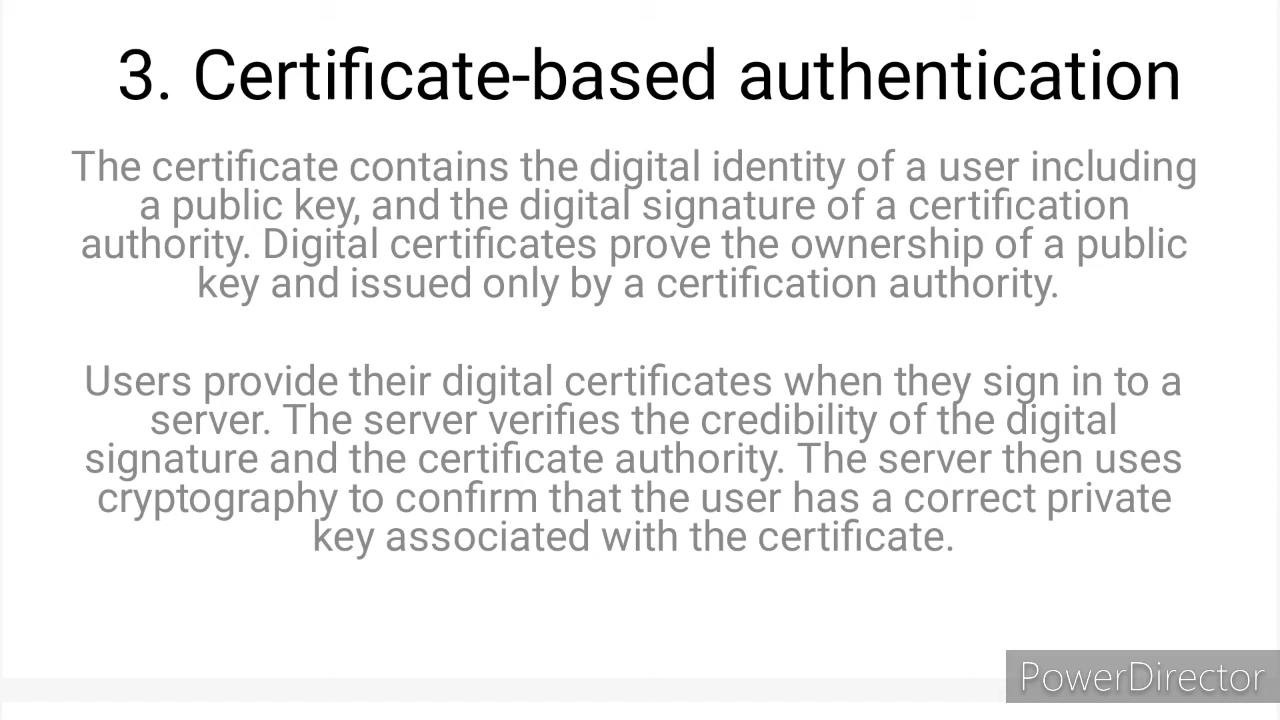 3. Certificate-based authentication
The certificate contains the digital identity of a user including
a public key, and the digital signature of a certification
authority. Digital certificates prove the ownership of a public
key and issued only by a certification authority.
Users provide their digital certificates when they sign in to a
server. The server verifies the credibility of the digital
signature and the certificate authority. The server then uses
cryptography to confirm that the user has a correct private
key associated with the certificate.
PowerDirector